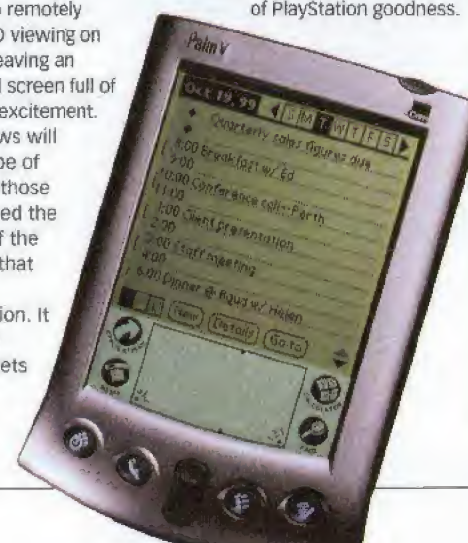 remotely
viewing on
eaving an
screen full of
excitement.
ws will
pe of
those
ed the
f the
that
ion. It
ets
of PlayStation goodness.
Palm V
Oct 19, 99 S M T W T F S
Quarterly sales figures due
8:00 Breakfast w/ Ed
9:00
10:00 Conference call--Perth
11:00
1:00 Client Presentation
2:00
3:00 Staff meeting
4:00
6:00 Dinner @ Aqua w/ Helen
New Details Go to